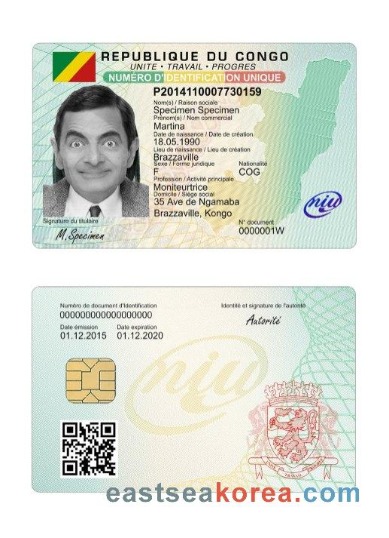 REPUBLIQUE DU CONGO
UNITE • TRAVAIL • PROGRES
NUMÉRO D'IDENTIFICATION UNIQUE
P2014110007730159
Nom(s) / Raison sociale
Specimen Specimen
Prénom(s) / Nom commercial
Martina
Date de naissance / Date de création
18.05.1990
Lieu de naissance / Lieu de création
Brazzaville
Sexe / Forme juridique Nationalité
F COG
Profession / Activité principale
Moniteurtrice
Domicile / Siège social
35 Ave de Ngamaba
Brazzaville, Kongo
niu
N° document
0000001W
Signature du titulaire
M. Specimen
Numéro de document d'identification
000000000000000000
Identité et signature de l'autorité
Autorité
Date émission Date expiration
01.12.2015 01.12.2020
niu
eastseakorea.com